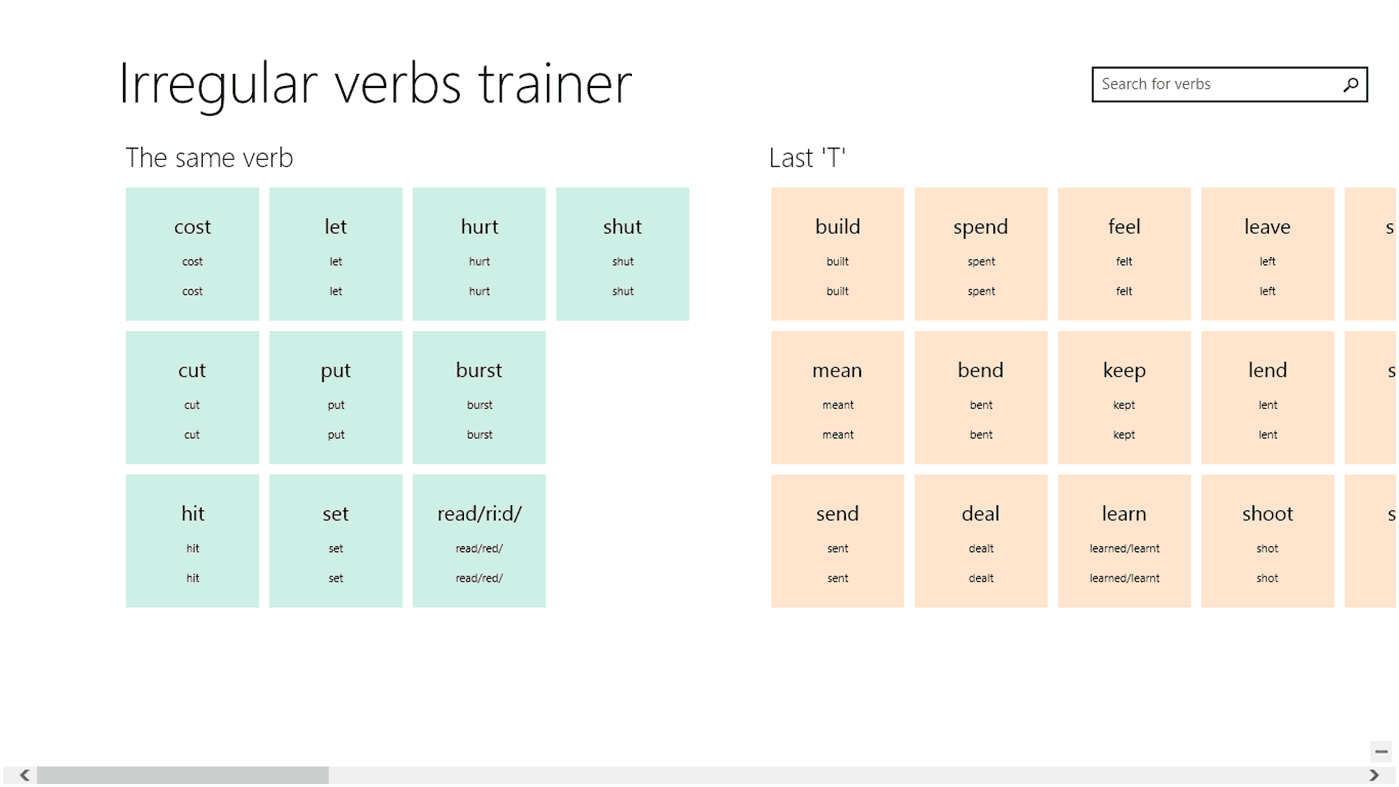 Irregular verbs trainer
Search for verbs
The same verb
cost
cost
cost
let
let
let
hurt
hurt
hurt
shut
shut
shut
cut
cut
cut
put
put
put
burst
burst
burst
hit
hit
hit
set
set
set
read/ri:d/
read/red/
read/red/
Last 'T'
build
built
built
spend
spent
spent
feel
felt
felt
leave
left
left
mean
meant
meant
bend
bent
bent
keep
kept
kept
lend
lent
lent
send
sent
sent
deal
dealt
dealt
learn
learned/learnt
learned/learnt
shoot
shot
shot